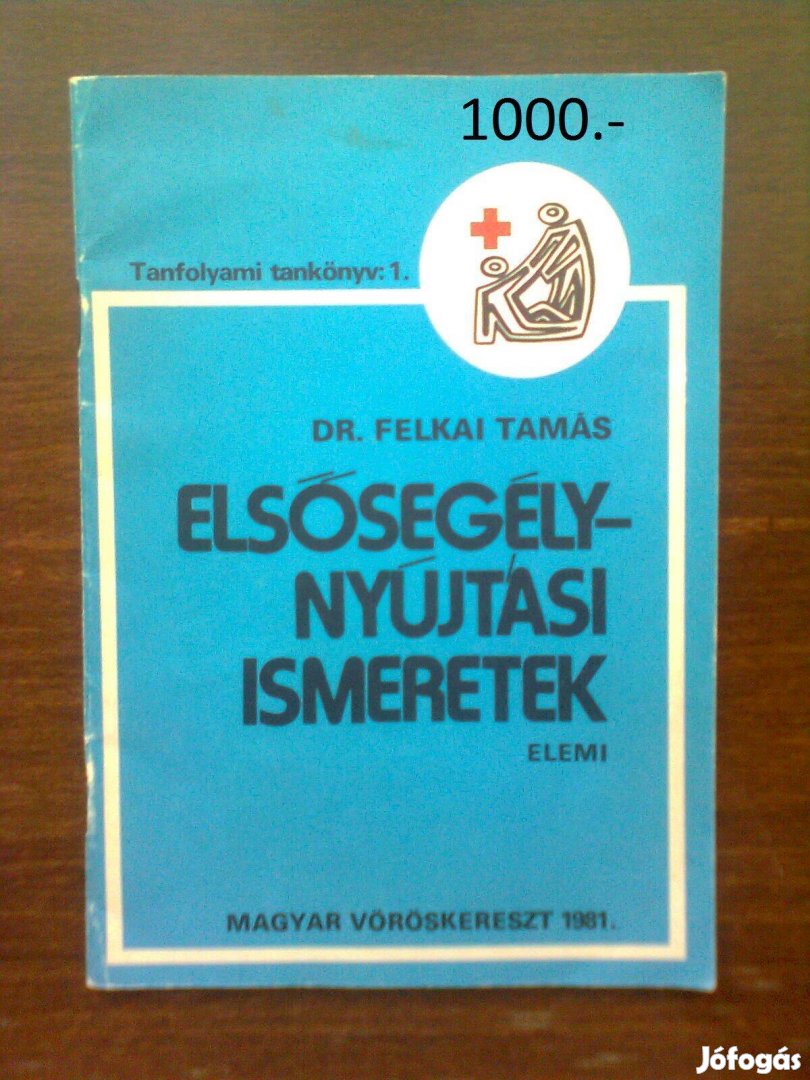 1000.-
Tanfolyami tankönyv: 1.
DR. FELKAI TAMÁS
ELSŐSEGÉLY-
NYÚJTÁSI
ISMERETEK
ELEMI
MAGYAR VÖRÖSKERESZT 1981.
Jófogás